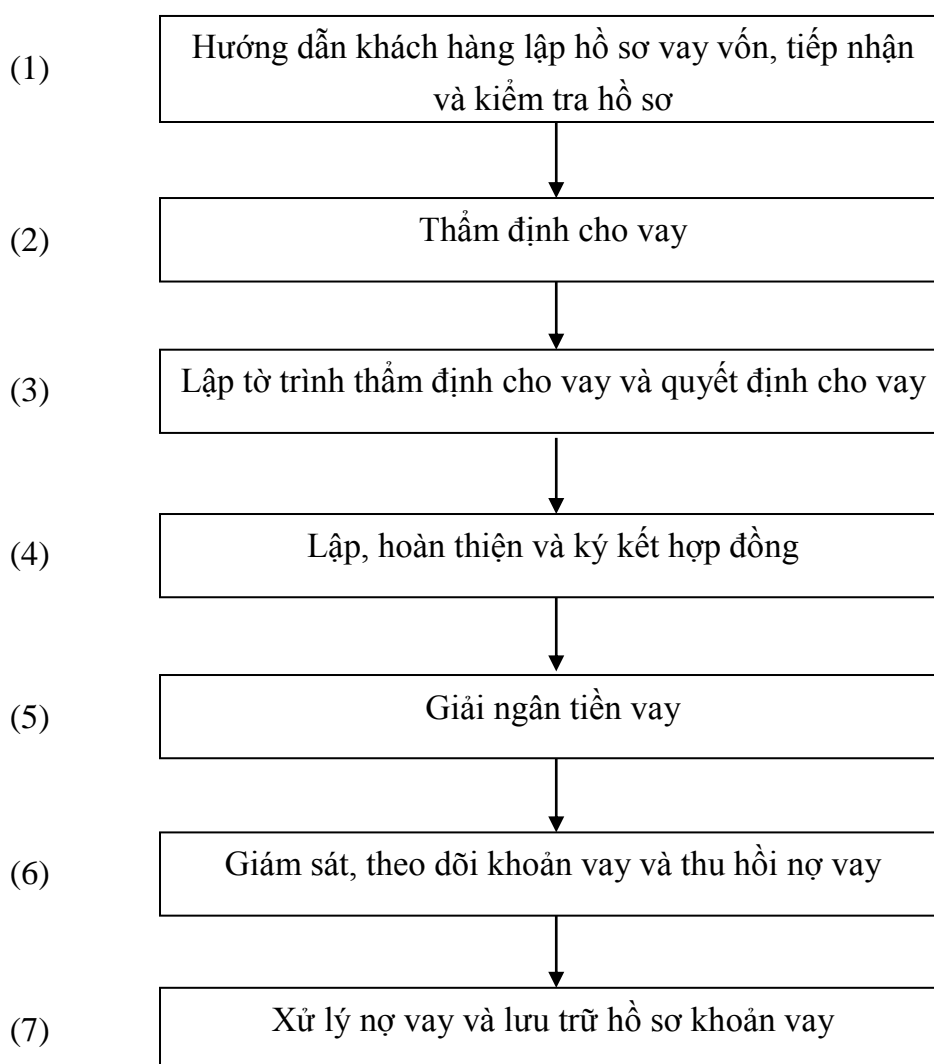 (1)
Hướng dẫn khách hàng lập hồ sơ vay vốn, tiếp nhận
và kiểm tra hồ sơ
(2)
Thẩm định cho vay
(3)
Lập tờ trình thẩm định cho vay và quyết định cho vay
(4)
Lập, hoàn thiện và ký kết hợp đồng
(5)
Giải ngân tiền vay
(6)
Giám sát, theo dõi khoản vay và thu hồi nợ vay
(7)
Xử lý nợ vay và lưu trữ hồ sơ khoản vay